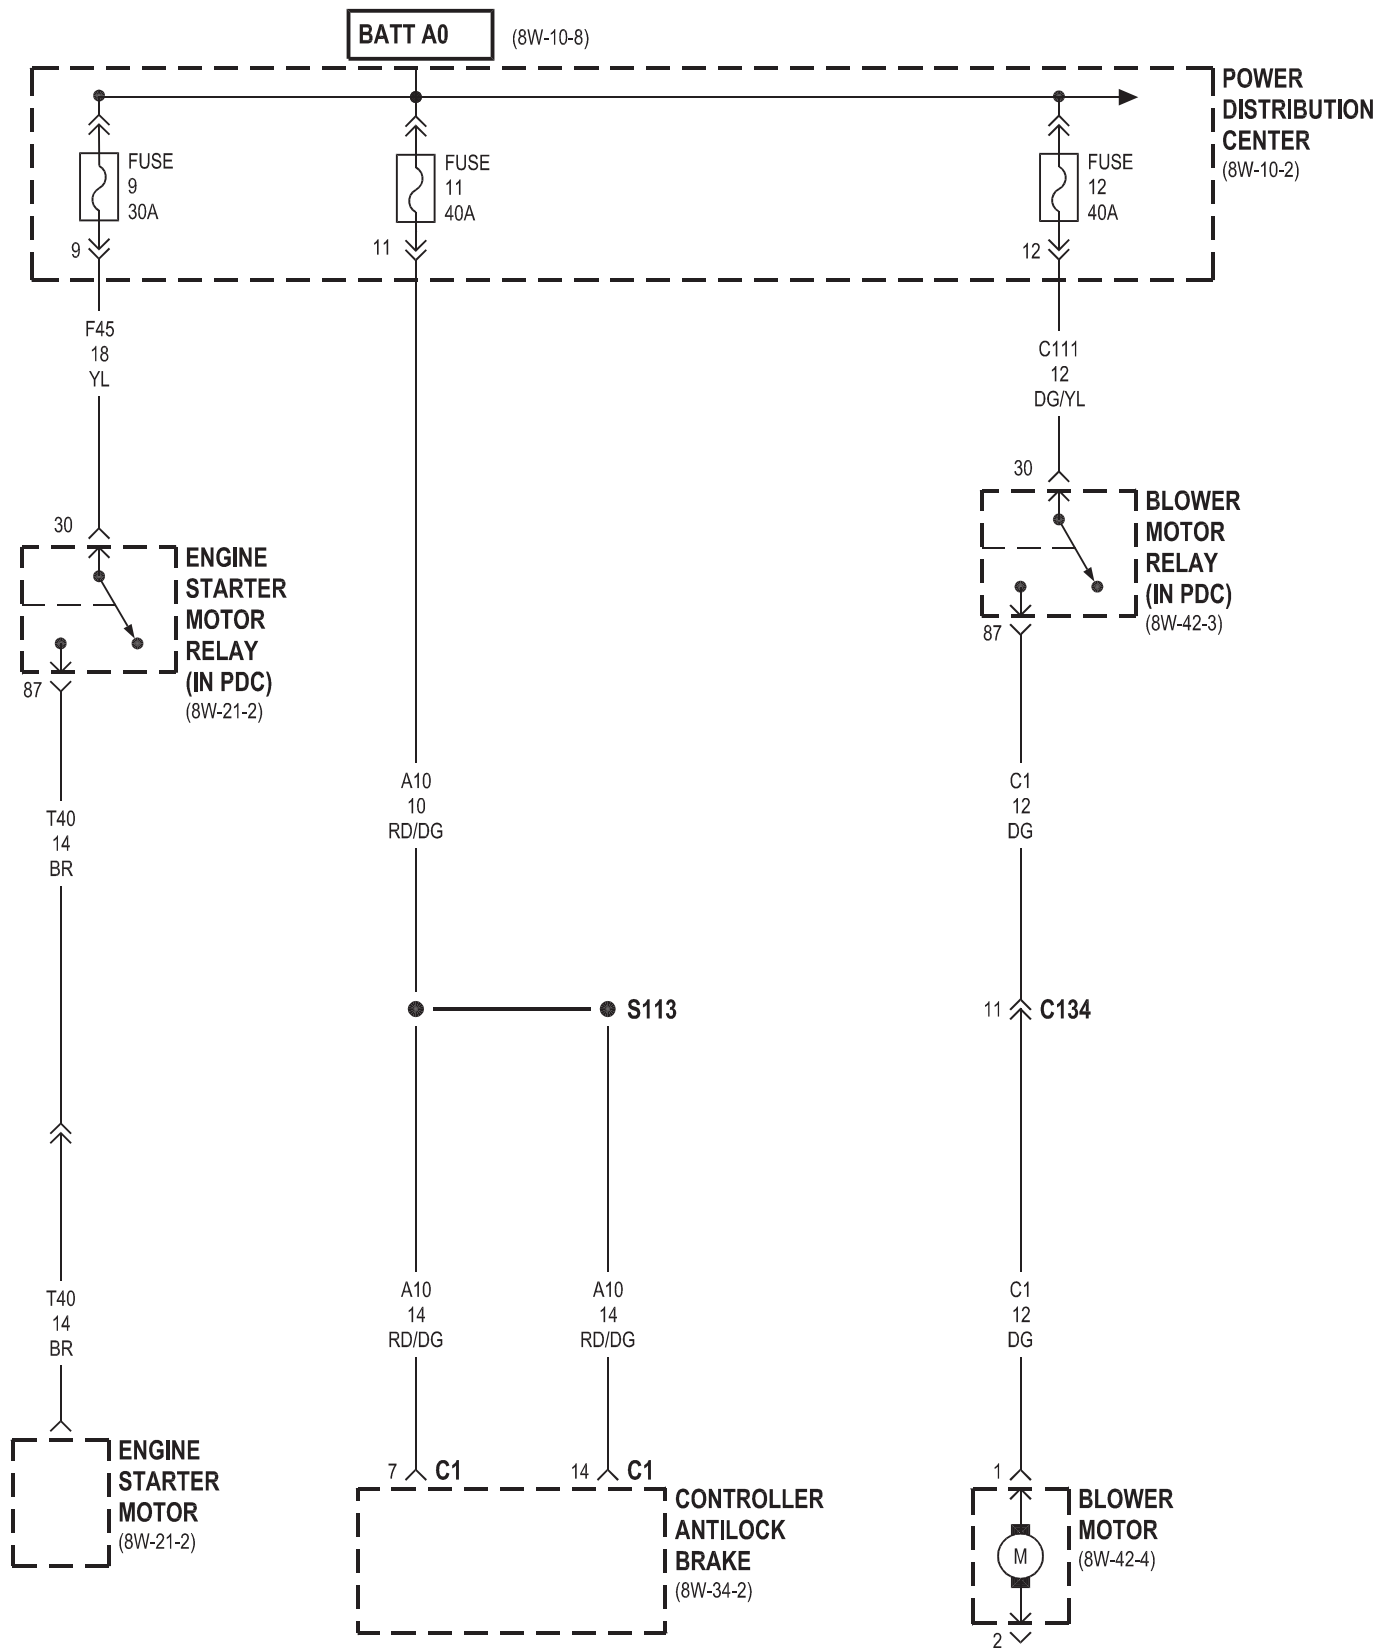 BATT A0
(8W-10-8)
POWER
DISTRIBUTION
CENTER
(8W-10-2)
FUSE
9
30A
9
FUSE
11
40A
11
FUSE
12
40A
12
F45
18
YL
C111
12
DG/YL
30
ENGINE
STARTER
MOTOR
RELAY
(IN PDC)
(8W-21-2)
87
30
BLOWER
MOTOR
RELAY
(IN PDC)
(8W-42-3)
87
T40
14
BR
A10
10
RD/DG
C1
12
DG
S113
11
C134
T40
14
BR
A10
14
RD/DG
A10
14
RD/DG
C1
12
DG
ENGINE
STARTER
MOTOR
(8W-21-2)
7
C1
14
C1
CONTROLLER
ANTILOCK
BRAKE
(8W-34-2)
1
M
BLOWER
MOTOR
(8W-42-4)
2